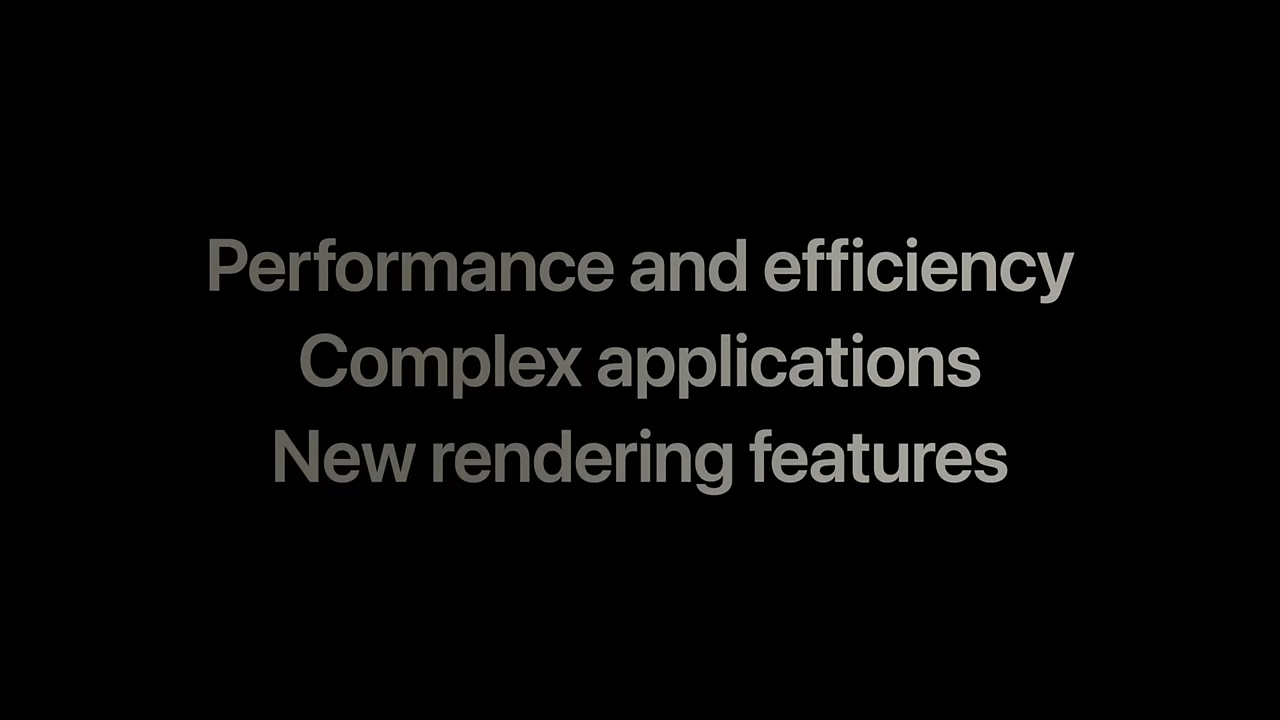 Performance and efficiency
Complex applications
New rendering features